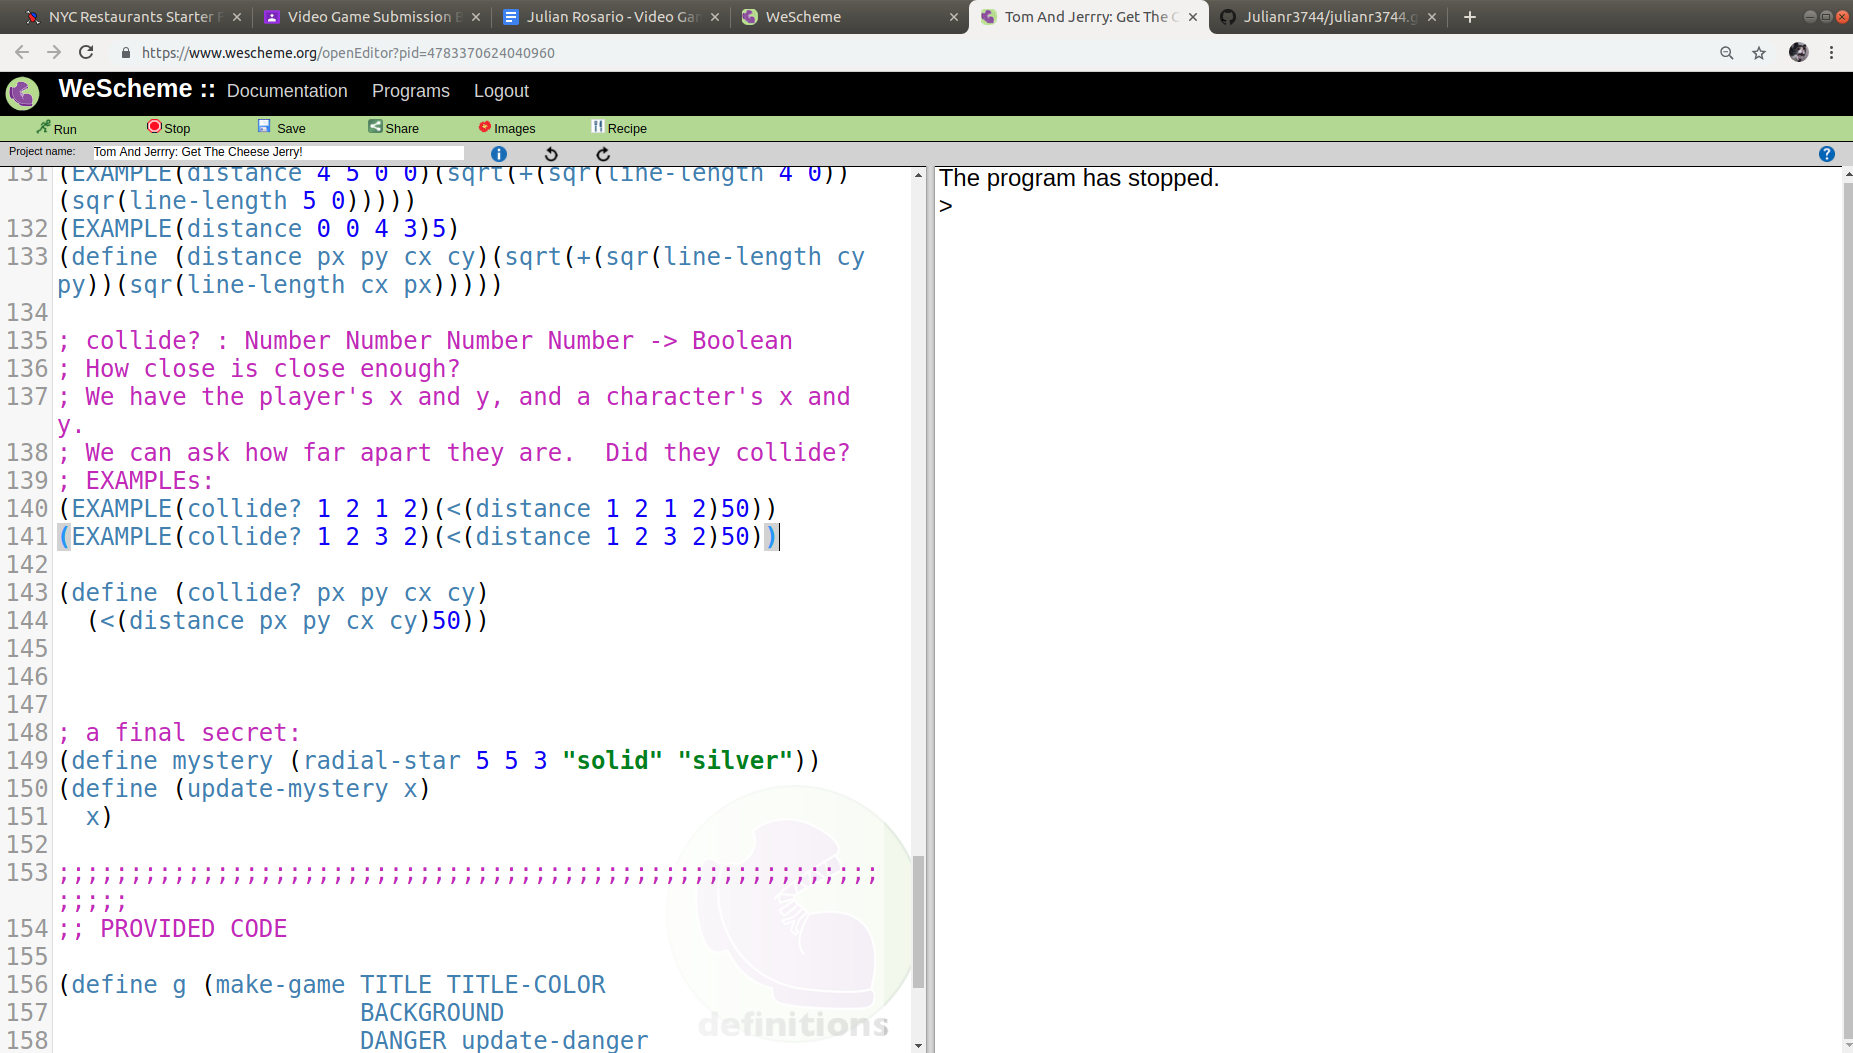 NYC Restaurants Starter
Video Game Submission
Julian Rosario - Video Ga
WeScheme
Tom And Jerrry: Get The C
Julianr3744/julianr3744.g
https://www.wescheme.org/openEditor?pid=4783370624040960
WeScheme :: Documentation Programs Logout
Run Stop Save Share Images Recipe
Project name: Tom And Jerrry: Get The Cheese Jerry!
131 (EXAMPLE(distance 4 5 0 0)(sqrt(+(sqr(line-length 4 0))
(sqr(line-length 5 0)))))
132 (EXAMPLE(distance 0 0 4 3)5)
133 (define (distance px py cx cy)(sqrt(+(sqr(line-length cy
py))(sqr(line-length cx px)))))
134
135 ; collide? : Number Number Number Number -> Boolean
136 ; How close is close enough?
137 ; We have the player's x and y, and a character's x and
y.
138 ; We can ask how far apart they are.  Did they collide?
139 ; EXAMPLEs:
140 (EXAMPLE(collide? 1 2 1 2)(<(distance 1 2 1 2)50))
141 (EXAMPLE(collide? 1 2 3 2)(<(distance 1 2 3 2)50))
142
143 (define (collide? px py cx cy)
144   (<(distance px py cx cy)50))
145
146
147
148 ; a final secret:
149 (define mystery (radial-star 5 5 3 "solid" "silver"))
150 (define (update-mystery x)
151   x)
152
153 ;;;;;;;;;;;;;;;;;;;;;;;;;;;;;;;;;;;;;;;;;;;;;;;;;;;;;;;;;
;;;;;
154 ;; PROVIDED CODE
155
156 (define g (make-game TITLE TITLE-COLOR
157 BACKGROUND
158 DANGER update-danger
definitions
The program has stopped.
>